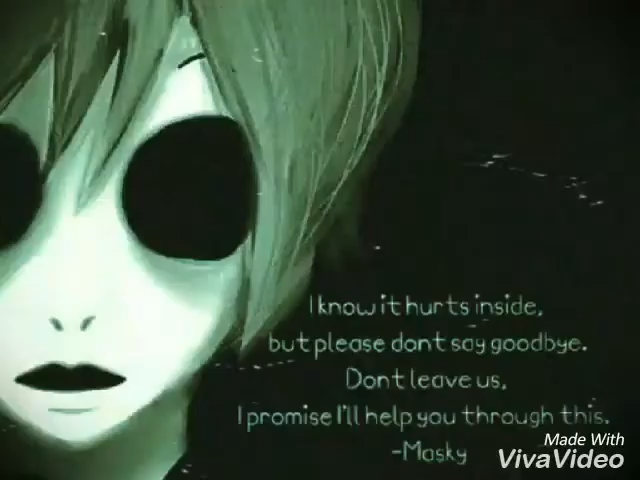 I know it hurts inside,
but please dont say goodbye.
Dont leave us,
I promise I'll help you through this.
-Masky
Made With
VivaVideo